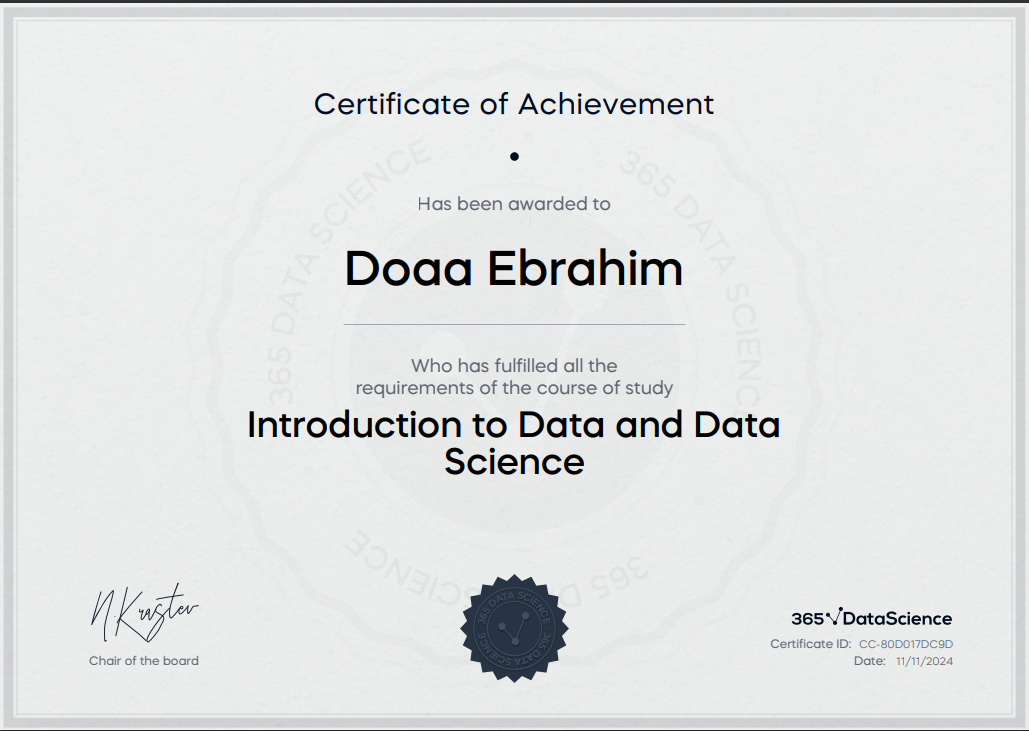 Certificate of Achievement
Has been awarded to
Doaa Ebrahim
Who has fulfilled all the
requirements of the course of study
Introduction to Data and Data
Science
N.Krastev
Chair of the board
365 DATA SCIENCE
365 DATA SCIENCE
365 DATA SCIENCE
365 DataScience
Certificate ID: CC-80D017DC9D
Date: 11/11/2024